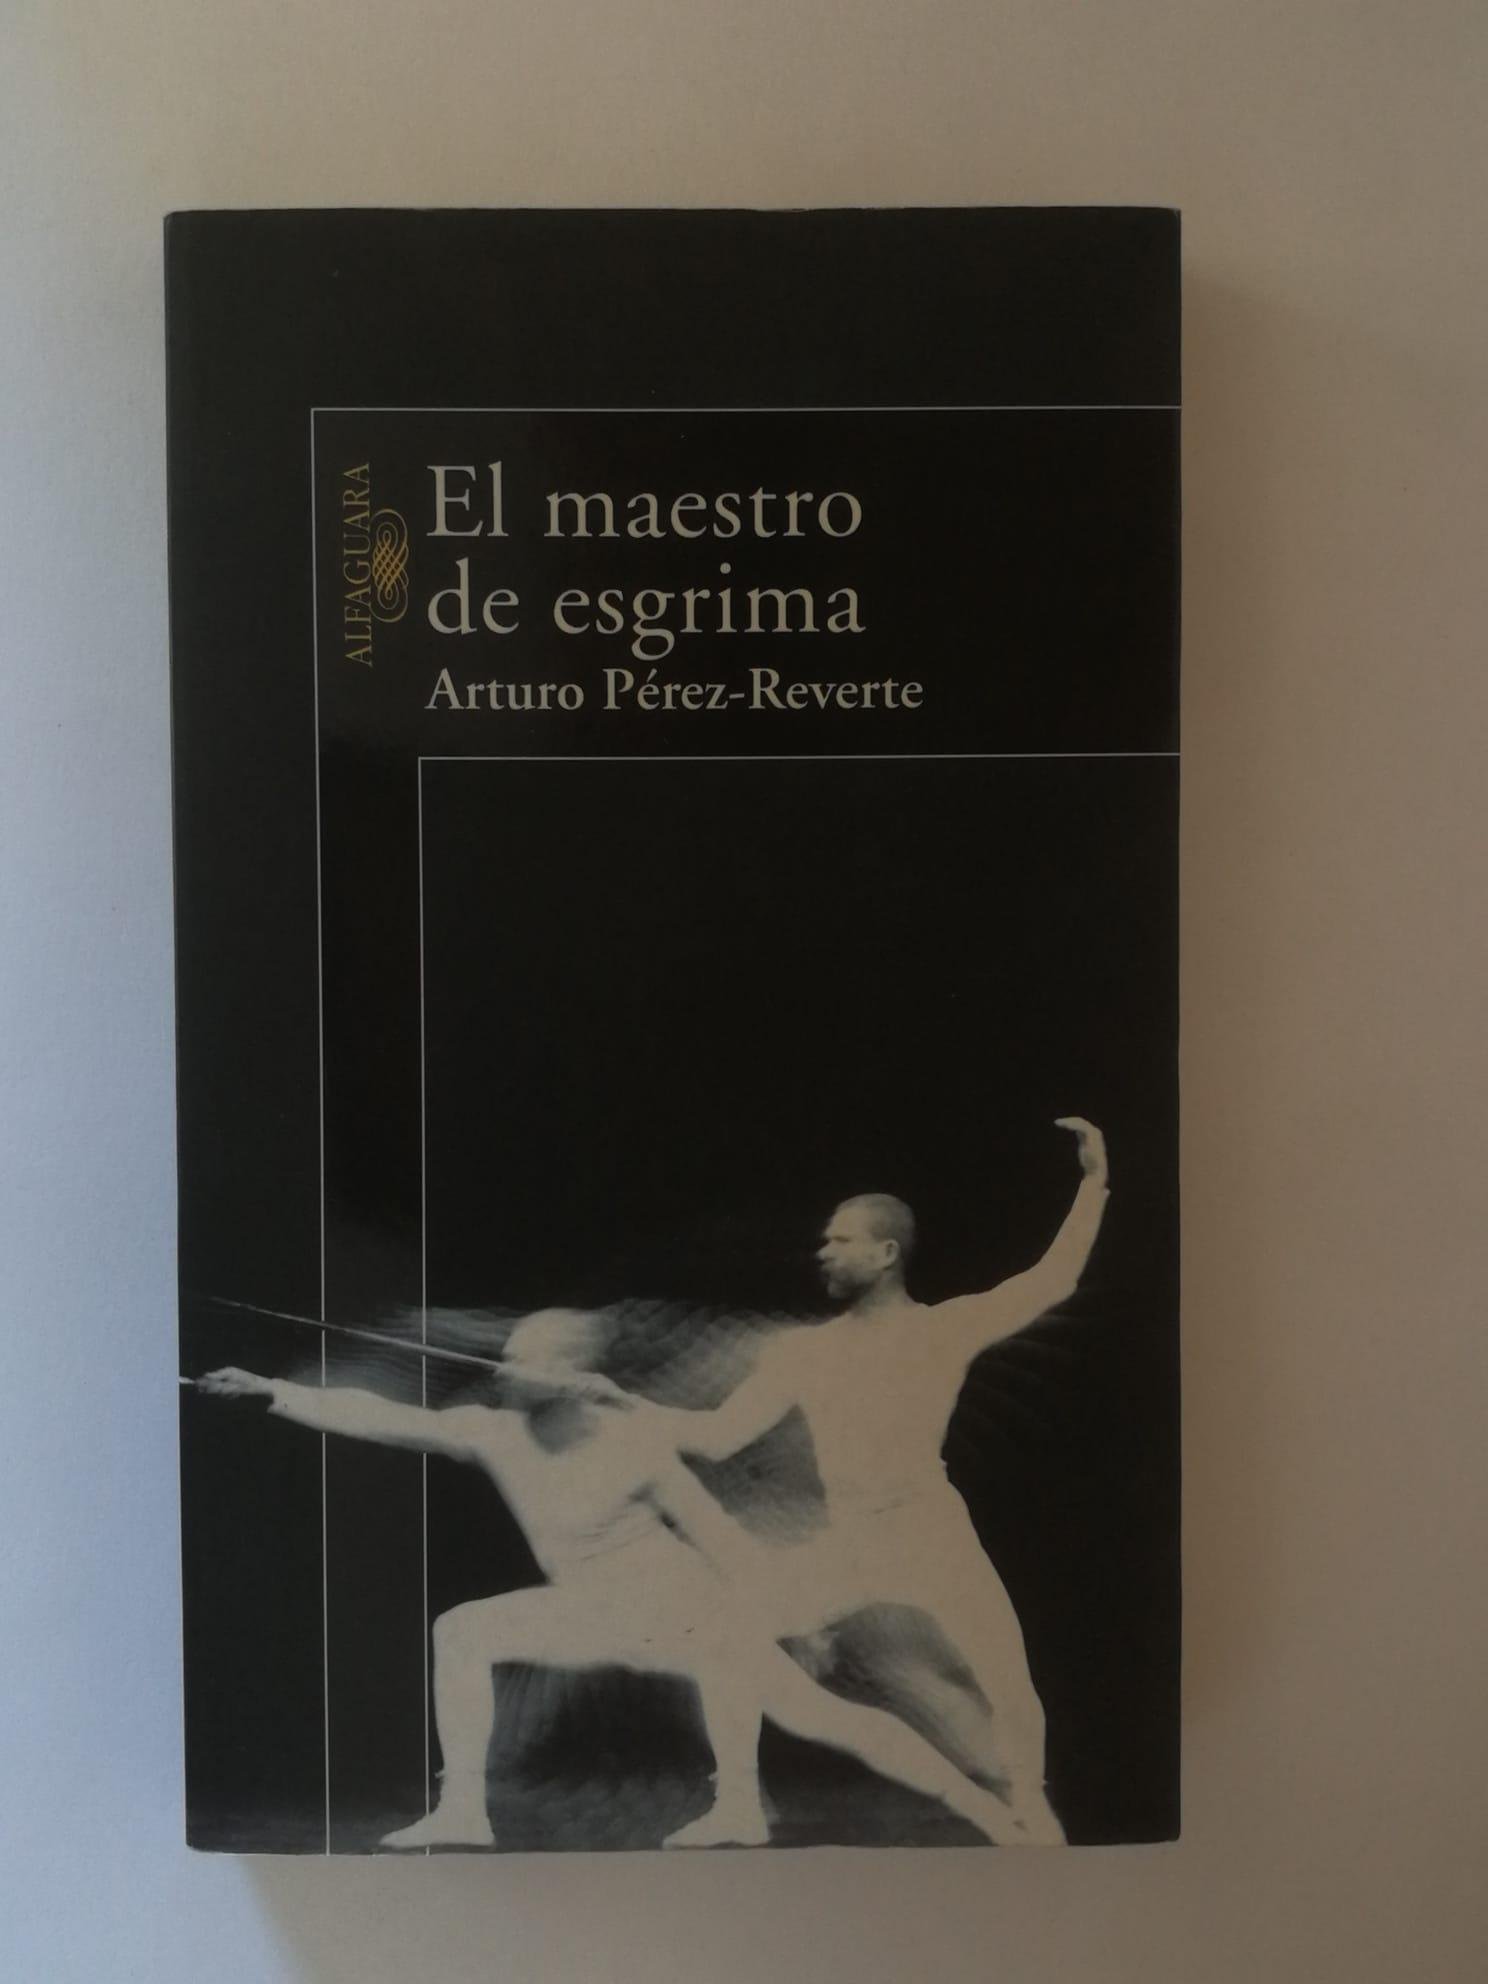 El maestro
de esgrima
Arturo Pérez-Reverte
ALFAGUARA